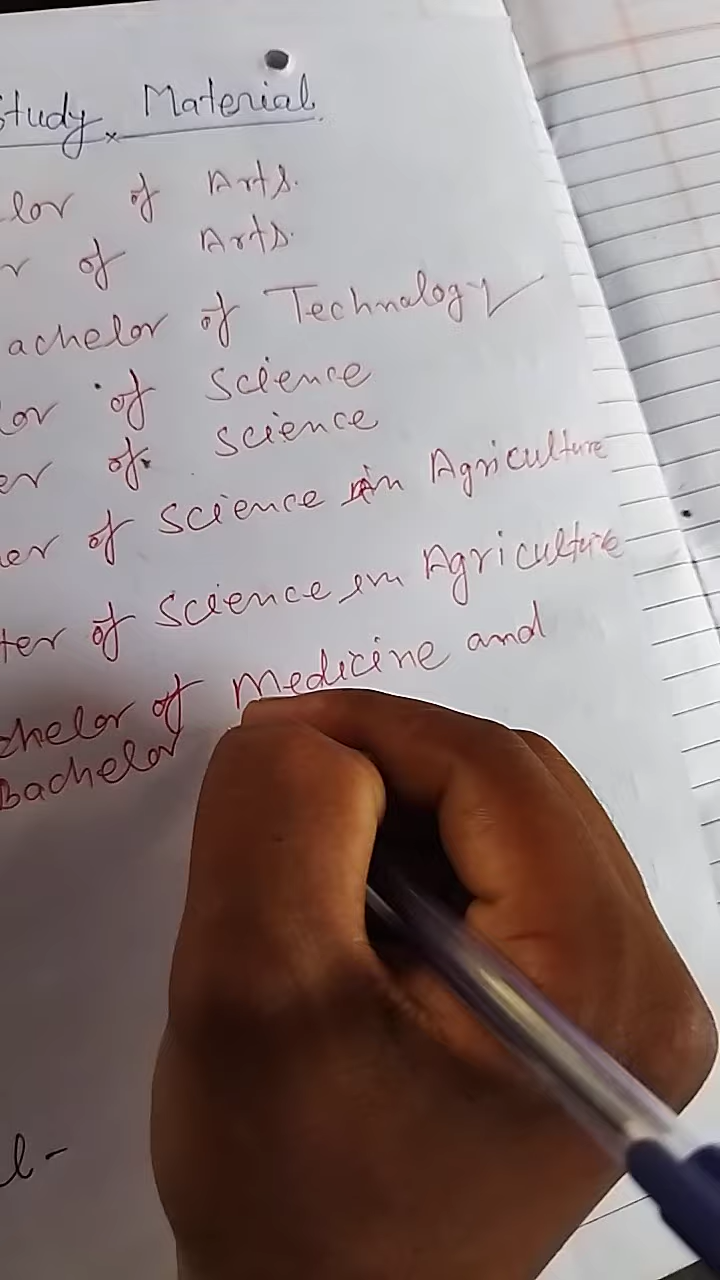 Study Material
lor of Arts.
r of Arts.
achelor of Technology
lor of Science
er of Science
er of Science in Agriculture
ter of Science in Agriculture
chelor of Medicine and
Bachelor
l-